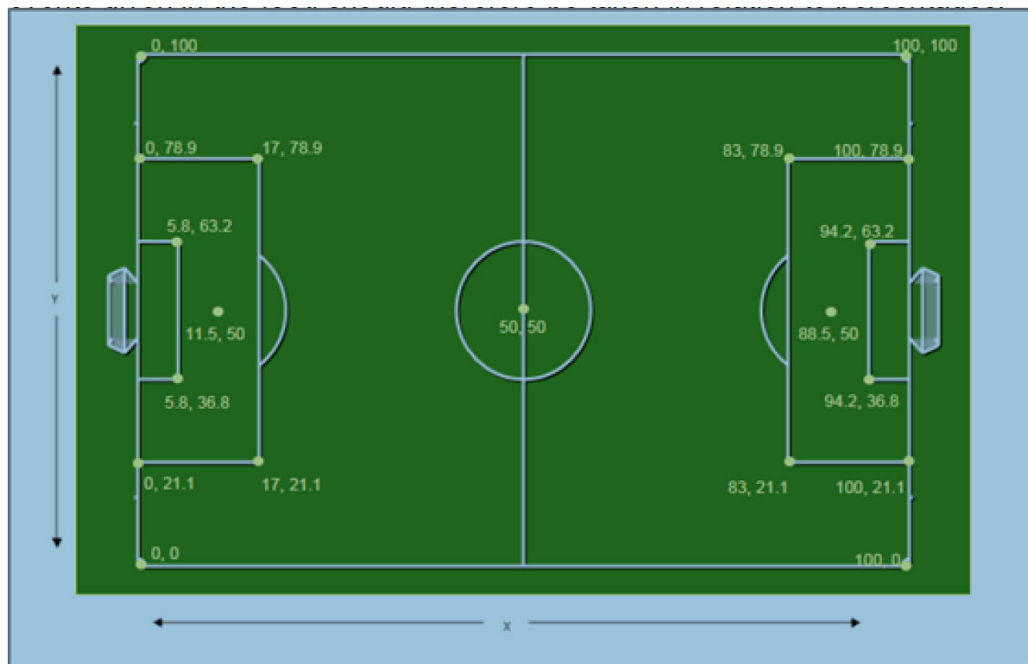 0, 100 100, 100
0, 78.9 17, 78.9 83, 78.9 100, 78.9
5.8, 63.2 94.2, 63.2
Y
11.5, 50 50, 50 88.5, 50
5.8, 36.8 94.2, 36.8
0, 21.1 17, 21.1 83, 21.1 100, 21.1
0, 0 100, 0
X